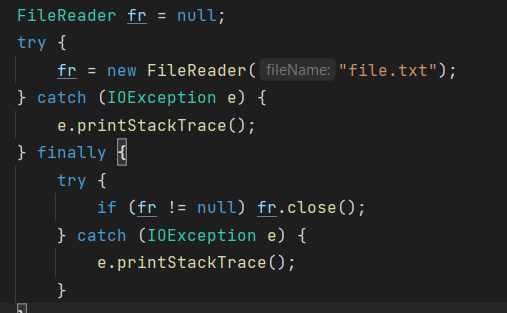 FileReader fr = null;
try {
    fr = new FileReader( fileName: "file.txt");
} catch (IOException e) {
    e.printStackTrace();
} finally {
    try {
        if (fr != null) fr.close();
    } catch (IOException e) {
        e.printStackTrace();
    }
}